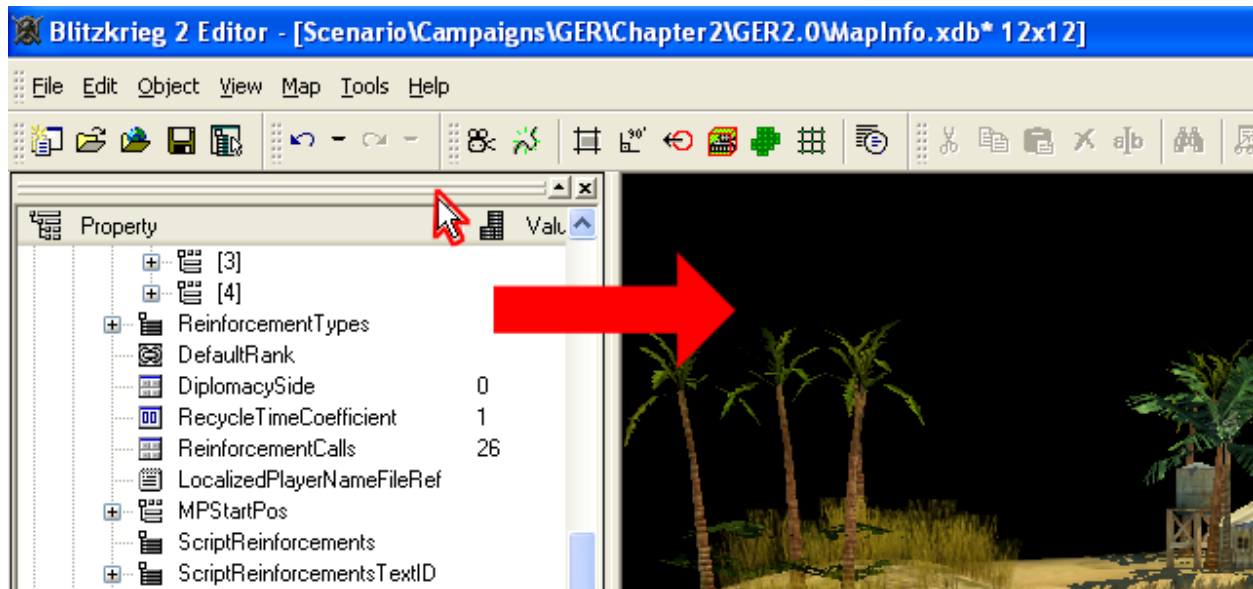 Blitzkrieg 2 Editor - [Scenario\Campaigns\GER\Chapter2\GER2.0\MapInfo.xdb* 12x12]
File Edit Object View Map Tools Help
90°
a|b
Property Valu
[3]
[4]
ReinforcementTypes
DefaultRank
DiplomacySide 0
RecycleTimeCoefficient 1
ReinforcementCalls 26
LocalizedPlayerNameFileRef
MPStartPos
ScriptReinforcements
ScriptReinforcementsTextID